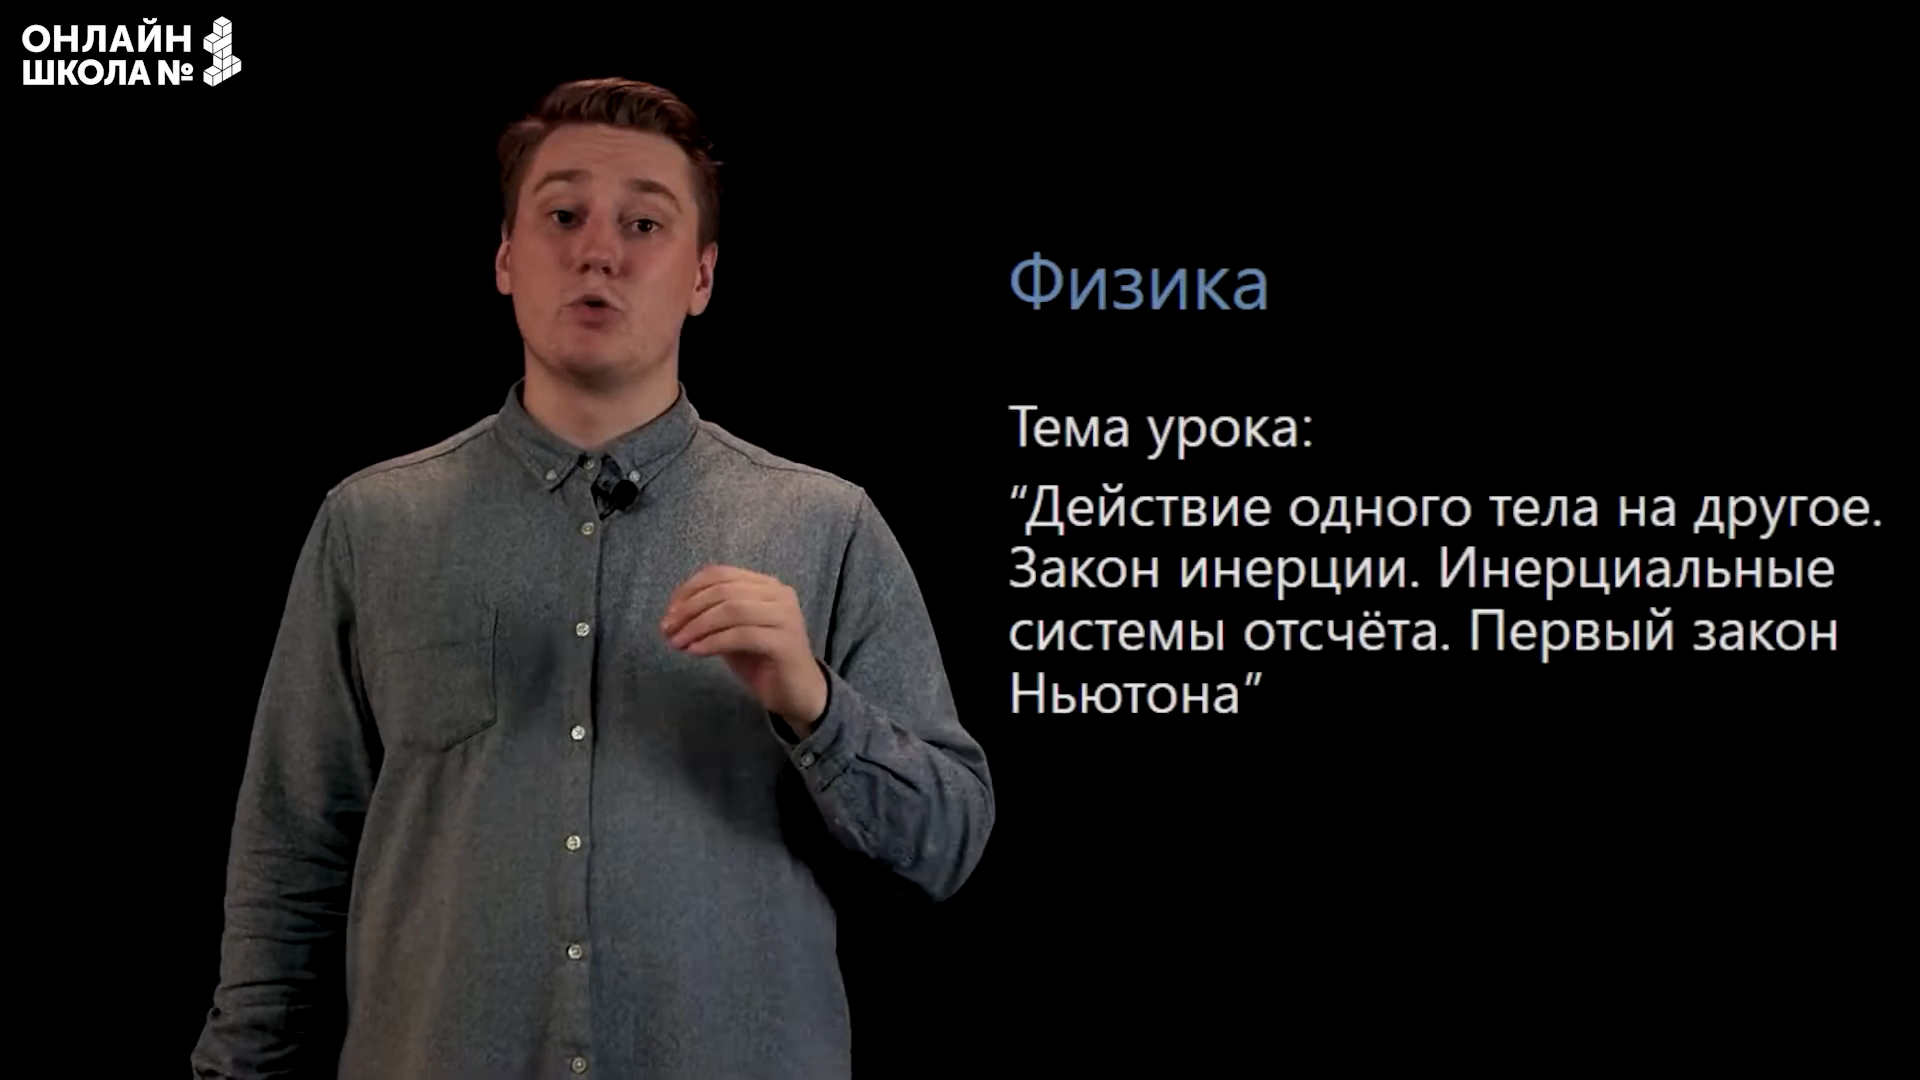 ОНЛАЙН
ШКОЛА №
Физика
Тема урока:
“Действие одного тела на другое.
Закон инерции. Инерциальные
системы отсчёта. Первый закон
Ньютона”